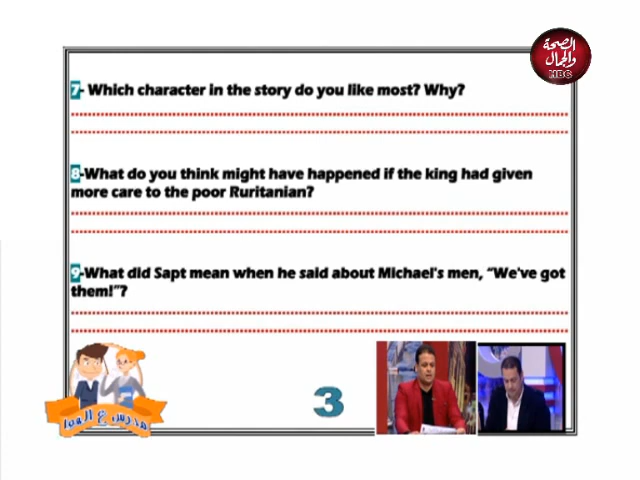 الصحة
والجمال
HBC
7- Which character in the story do you like most? Why?
8-What do you think might have happened if the king had given
more care to the poor Ruritanian?
9-What did Sapt mean when he said about Michael's men, “We've got
them!”?
3
مدرس ع الهوا